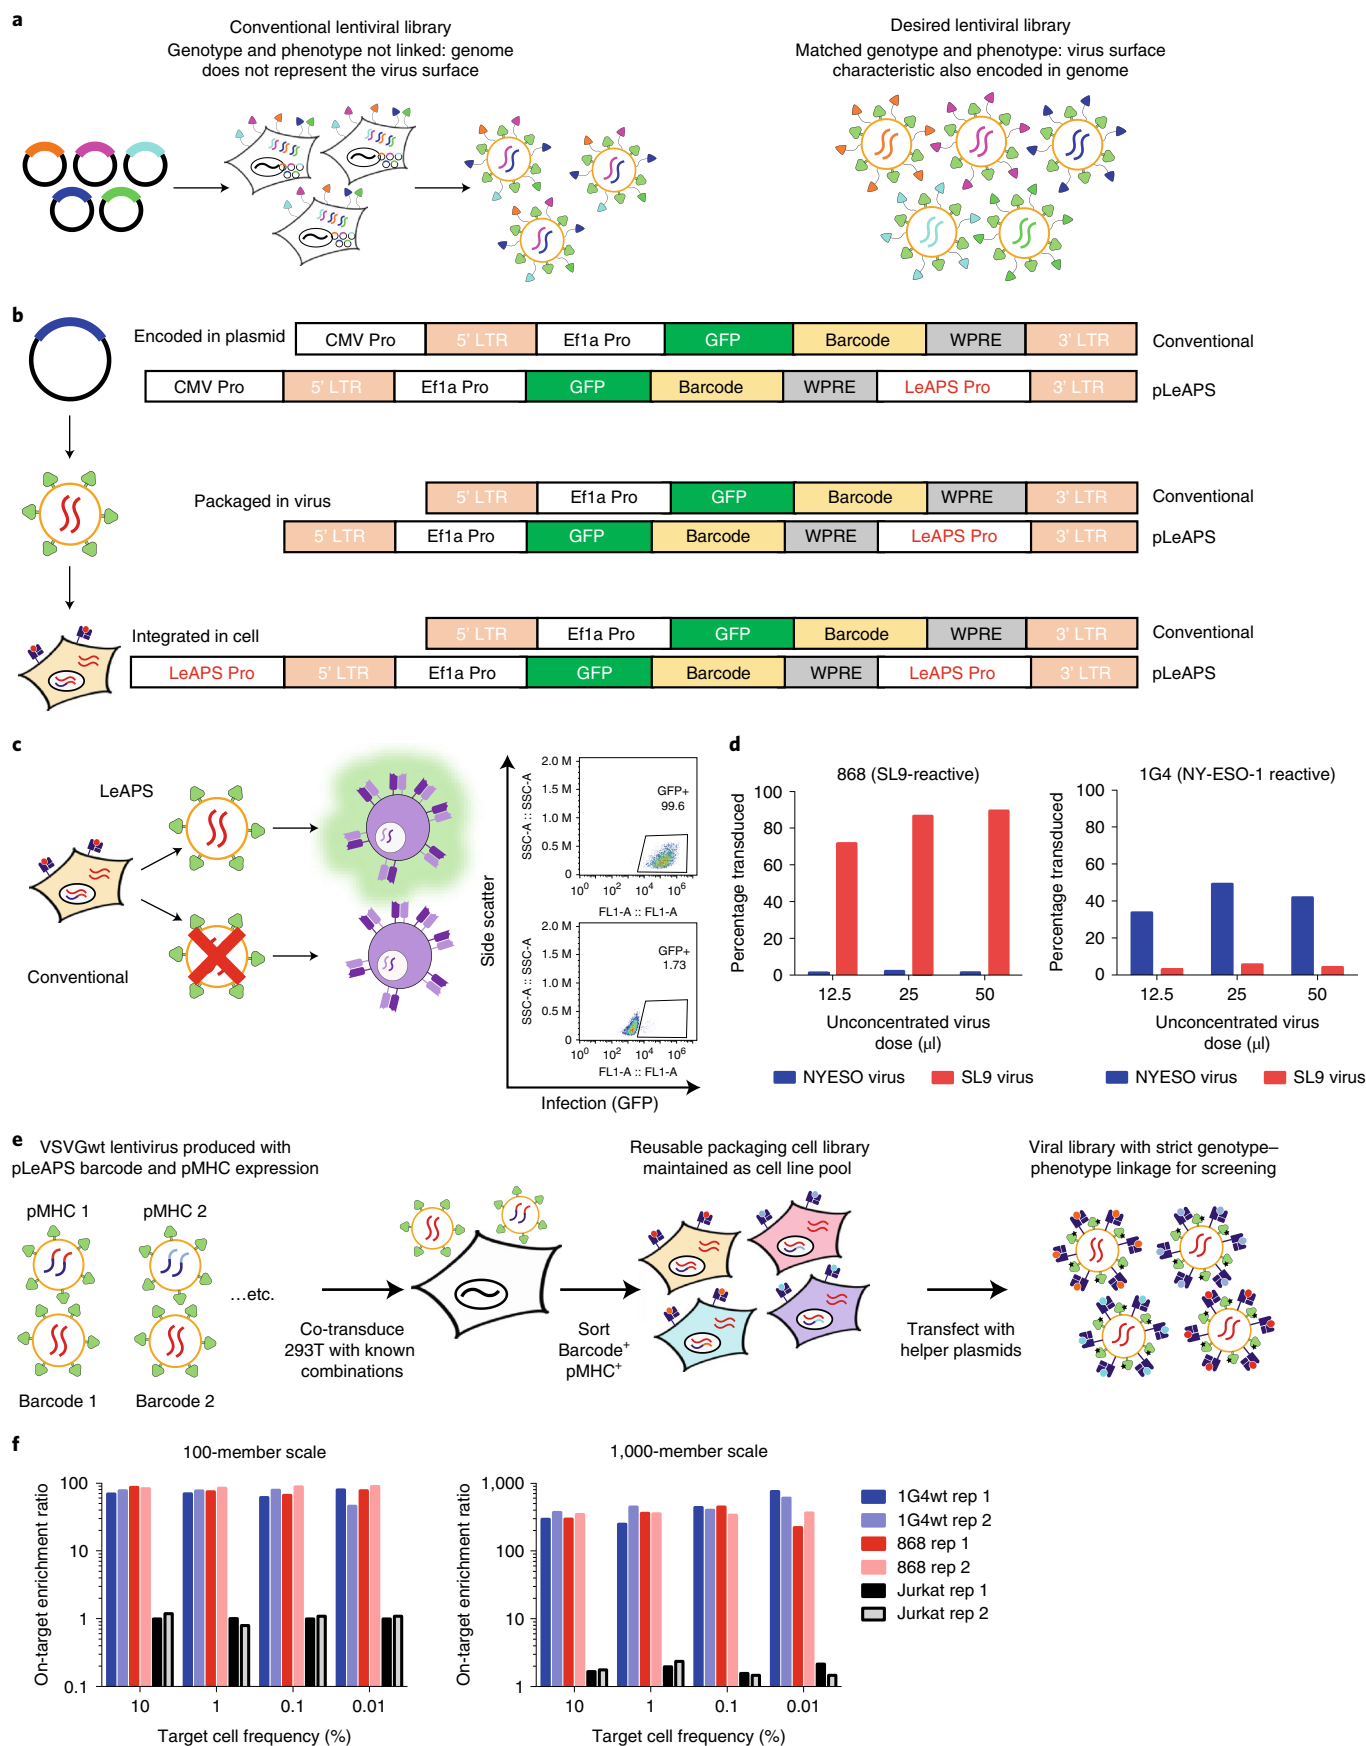 a
Conventional lentiviral library
Genotype and phenotype not linked: genome
does not represent the virus surface
Desired lentiviral library
Matched genotype and phenotype: virus surface
characteristic also encoded in genome
b
Encoded in plasmid
CMV Pro 5' LTR Ef1a Pro GFP Barcode WPRE 3' LTR Conventional
CMV Pro 5' LTR Ef1a Pro GFP Barcode WPRE LeAPS Pro 3' LTR pLeAPS
Packaged in virus
5' LTR Ef1a Pro GFP Barcode WPRE 3' LTR Conventional
5' LTR Ef1a Pro GFP Barcode WPRE LeAPS Pro 3' LTR pLeAPS
Integrated in cell
5' LTR Ef1a Pro GFP Barcode WPRE 3' LTR Conventional
LeAPS Pro 5' LTR Ef1a Pro GFP Barcode WPRE LeAPS Pro 3' LTR pLeAPS
c
LeAPS
Conventional
Side scatter
SSC-A :: SSC-A
2.0 M
1.5 M
1.0 M
0.5 M
0
GFP+
99.6
10⁰ 10² 10⁴ 10⁶
FL1-A :: FL1-A
SSC-A :: SSC-A
2.0 M
1.5 M
1.0 M
0.5 M
0
GFP+
1.73
10⁰ 10² 10⁴ 10⁶
FL1-A :: FL1-A
Infection (GFP)
d
868 (SL9-reactive)
Percentage transduced
100
80
60
40
20
0
12.5 25 50
Unconcentrated virus
dose (μl)
NYESO virus SL9 virus
1G4 (NY-ESO-1 reactive)
Percentage transduced
100
80
60
40
20
0
12.5 25 50
Unconcentrated virus
dose (μl)
NYESO virus SL9 virus
e
VSVGwt lentivirus produced with
pLeAPS barcode and pMHC expression
pMHC 1 pMHC 2
...etc.
Barcode 1 Barcode 2
Co-transduce
293T with known
combinations
Sort
Barcode⁺
pMHC⁺
Reusable packaging cell library
maintained as cell line pool
Transfect with
helper plasmids
Viral library with strict genotype–
phenotype linkage for screening
f
100-member scale
On-target enrichment ratio
100
10
1
0.1
10 1 0.1 0.01
Target cell frequency (%)
1,000-member scale
On-target enrichment ratio
1,000
100
10
1
10 1 0.1 0.01
Target cell frequency (%)
1G4wt rep 1
1G4wt rep 2
868 rep 1
868 rep 2
Jurkat rep 1
Jurkat rep 2